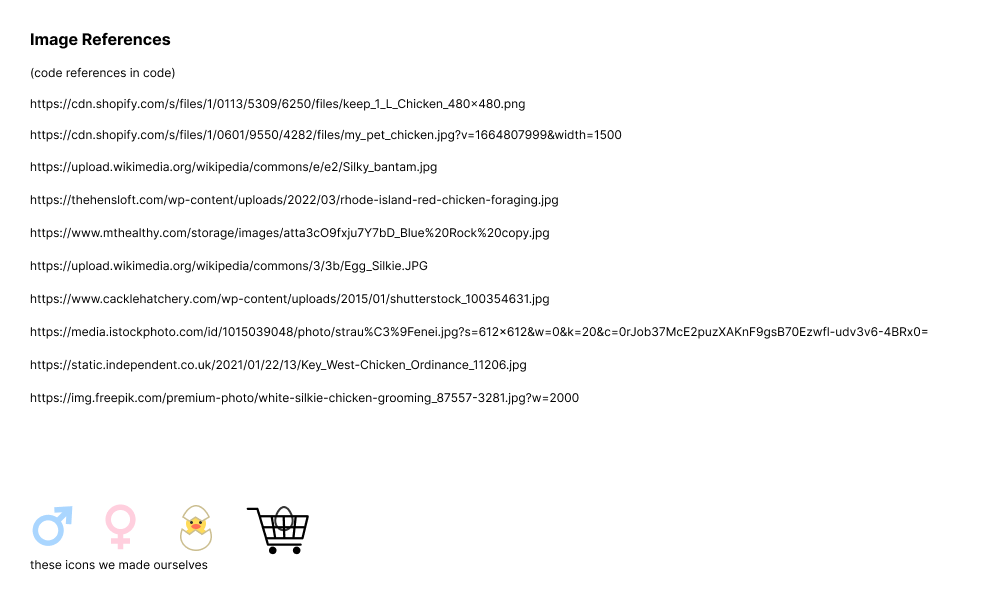 Image References
(code references in code)
https://cdn.shopify.com/s/files/1/0113/5309/6250/files/keep_1_L_Chicken_480×480.png
https://cdn.shopify.com/s/files/1/0601/9550/4282/files/my_pet_chicken.jpg?v=1664807999&width=1500
https://upload.wikimedia.org/wikipedia/commons/e/e2/Silky_bantam.jpg
https://thehensloft.com/wp-content/uploads/2022/03/rhode-island-red-chicken-foraging.jpg
https://www.mthealthy.com/storage/images/atta3cO9fxju7Y7bD_Blue%20Rock%20copy.jpg
https://upload.wikimedia.org/wikipedia/commons/3/3b/Egg_Silkie.JPG
https://www.cacklehatchery.com/wp-content/uploads/2015/01/shutterstock_100354631.jpg
https://media.istockphoto.com/id/1015039048/photo/strau%C3%9Fenei.jpg?s=612×612&w=0&k=20&c=0rJob37McE2puzXAKnF9gsB70Ezwfl-udv3v6-4BRx0=
https://static.independent.co.uk/2021/01/22/13/Key_West-Chicken_Ordinance_11206.jpg
https://img.freepik.com/premium-photo/white-silkie-chicken-grooming_87557-3281.jpg?w=2000
these icons we made ourselves